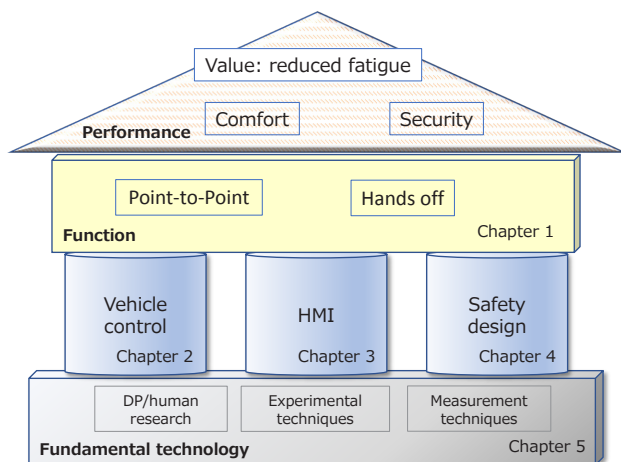 Value: reduced fatigue
Comfort
Security
Performance
Point-to-Point
Hands off
Function
Chapter 1
Vehicle
control
Chapter 2
HMI
Chapter 3
Safety
design
Chapter 4
DP/human
research
Experimental
techniques
Measurement
techniques
Fundamental technology
Chapter 5